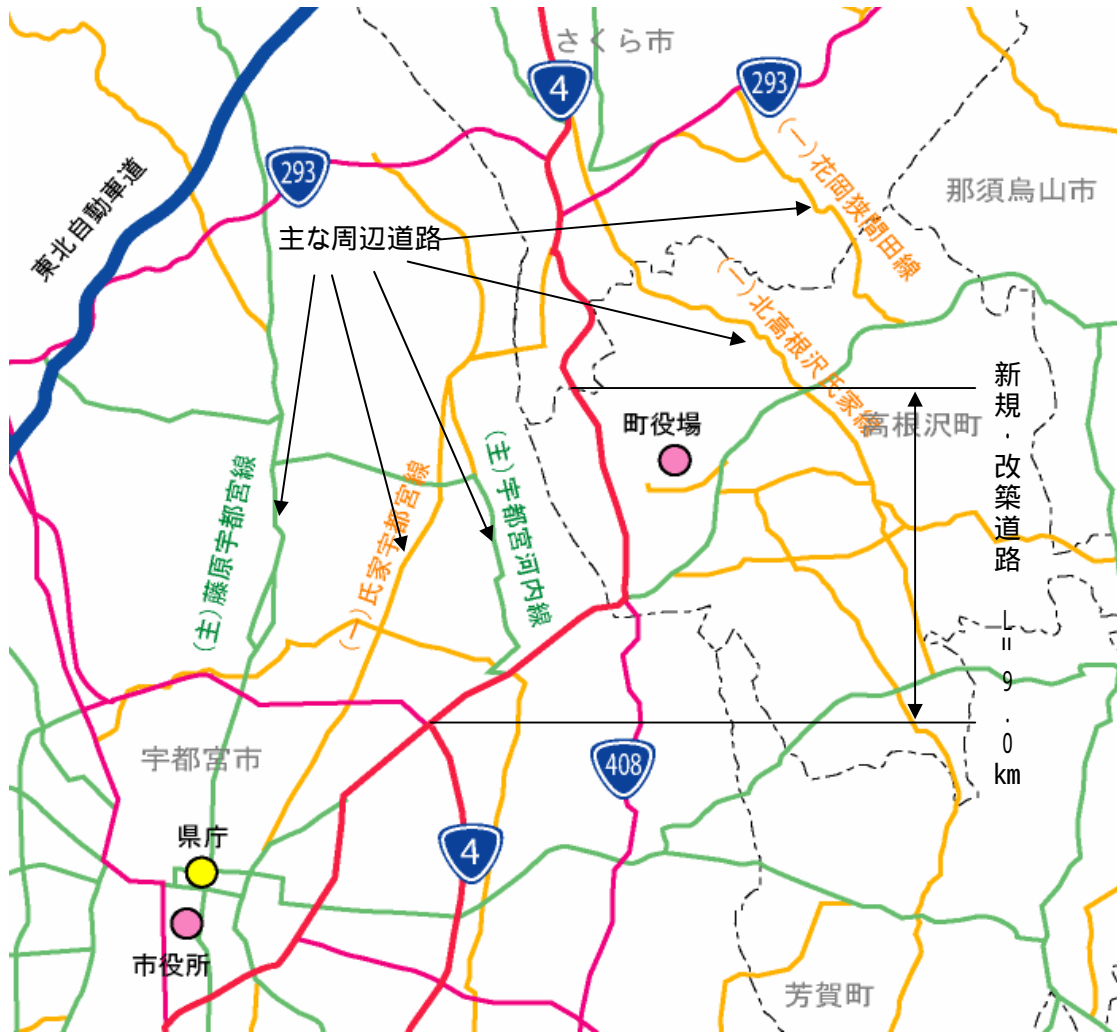 さくら市
4
293
(一)花岡狭間田線
那須烏山市
293
東北自動車道
主な周辺道路
(一)北高根沢氏家線
高根沢町
町役場
新規・改築道路 L=9.0km
(主)藤原宇都宮線
(一)氏家宇都宮線
(主)宇都宮河内線
宇都宮市
408
県庁
4
市役所
芳賀町